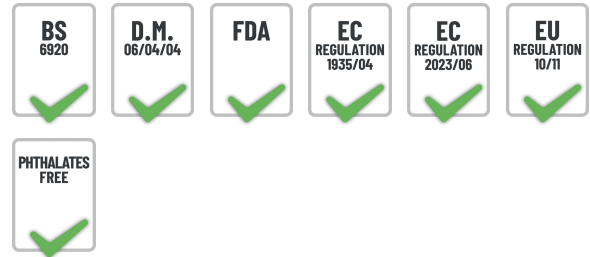 BS
6920
D.M.
06/04/04
FDA
EC
REGULATION
1935/04
EC
REGULATION
2023/06
EU
REGULATION
10/11
PHTHALATES
FREE